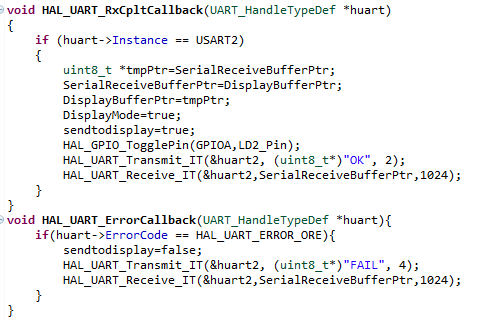 void HAL_UART_RxCpltCallback(UART_HandleTypeDef *huart)
{
    if (huart->Instance == USART2)
    {
        uint8_t *tmpPtr=SerialReceiveBufferPtr;
        SerialReceiveBufferPtr=DisplayBufferPtr;
        DisplayBufferPtr=tmpPtr;
        DisplayMode=true;
        sendtodisplay=true;
        HAL_GPIO_TogglePin(GPIOA,LD2_Pin);
        HAL_UART_Transmit_IT(&huart2, (uint8_t*)"OK", 2);
        HAL_UART_Receive_IT(&huart2,SerialReceiveBufferPtr,1024);
    }
}
void HAL_UART_ErrorCallback(UART_HandleTypeDef *huart){
    if(huart->ErrorCode == HAL_UART_ERROR_ORE){
        sendtodisplay=false;
        HAL_UART_Transmit_IT(&huart2, (uint8_t*)"FAIL", 4);
        HAL_UART_Receive_IT(&huart2,SerialReceiveBufferPtr,1024);
    }
}